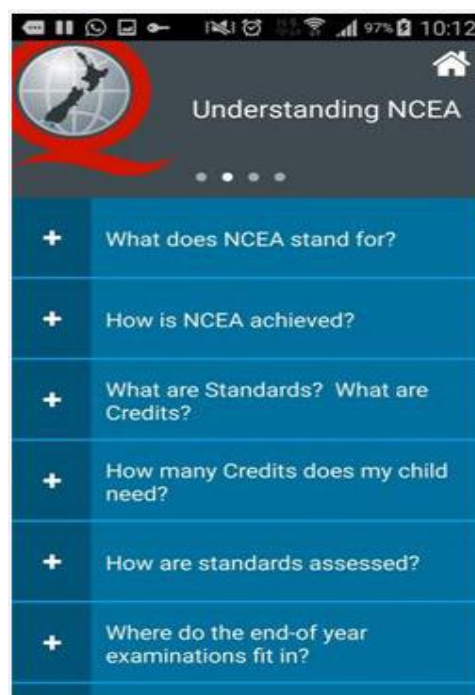 97% 10:12
Understanding NCEA
+ What does NCEA stand for?
+ How is NCEA achieved?
+ What are Standards? What are
Credits?
+ How many Credits does my child
need?
+ How are standards assessed?
+ Where do the end-of year
examinations fit in?